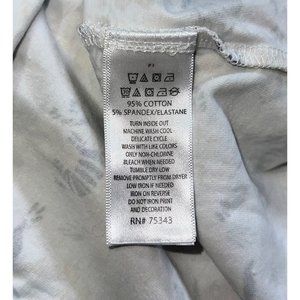 95% COTTON
5% SPANDEX/ELASTANE
TURN INSIDE OUT
MACHINE WASH COOL
DELICATE CYCLE
WASH WITH LIKE COLORS
ONLY NON-CHLORINE
BLEACH WHEN NEEDED
TUMBLE DRY LOW
REMOVE PROMPTLY FROM DRYER
LOW IRON IF NEEDED
IRON ON REVERSE
DO NOT IRON PRINT
AND DECORATION
RN# 75343